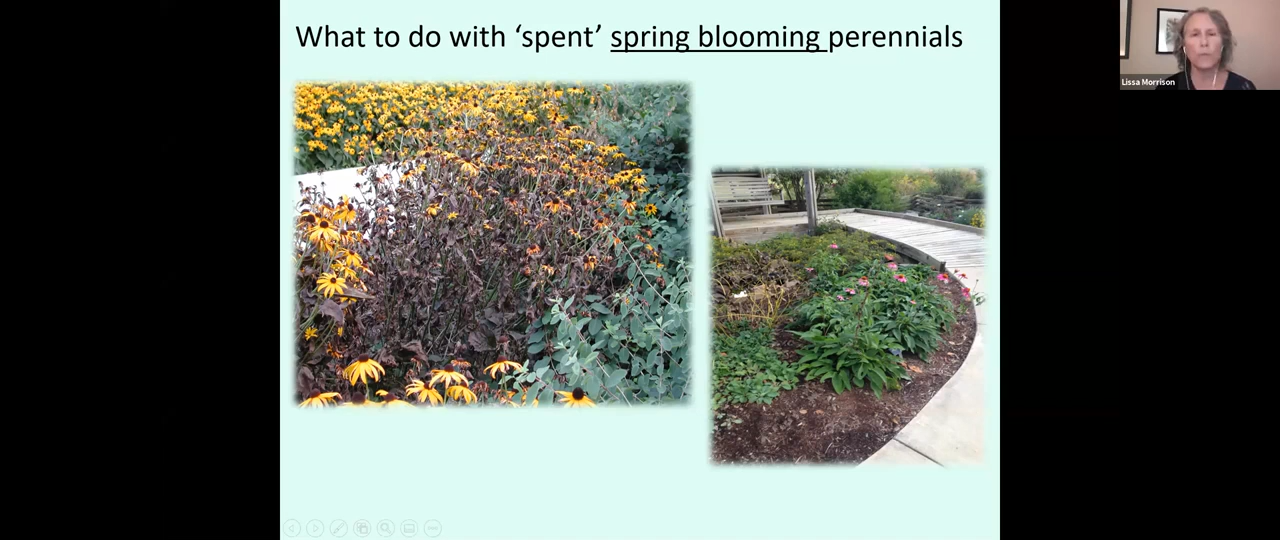 What to do with ‘spent’ spring blooming perennials
Lissa Morrison